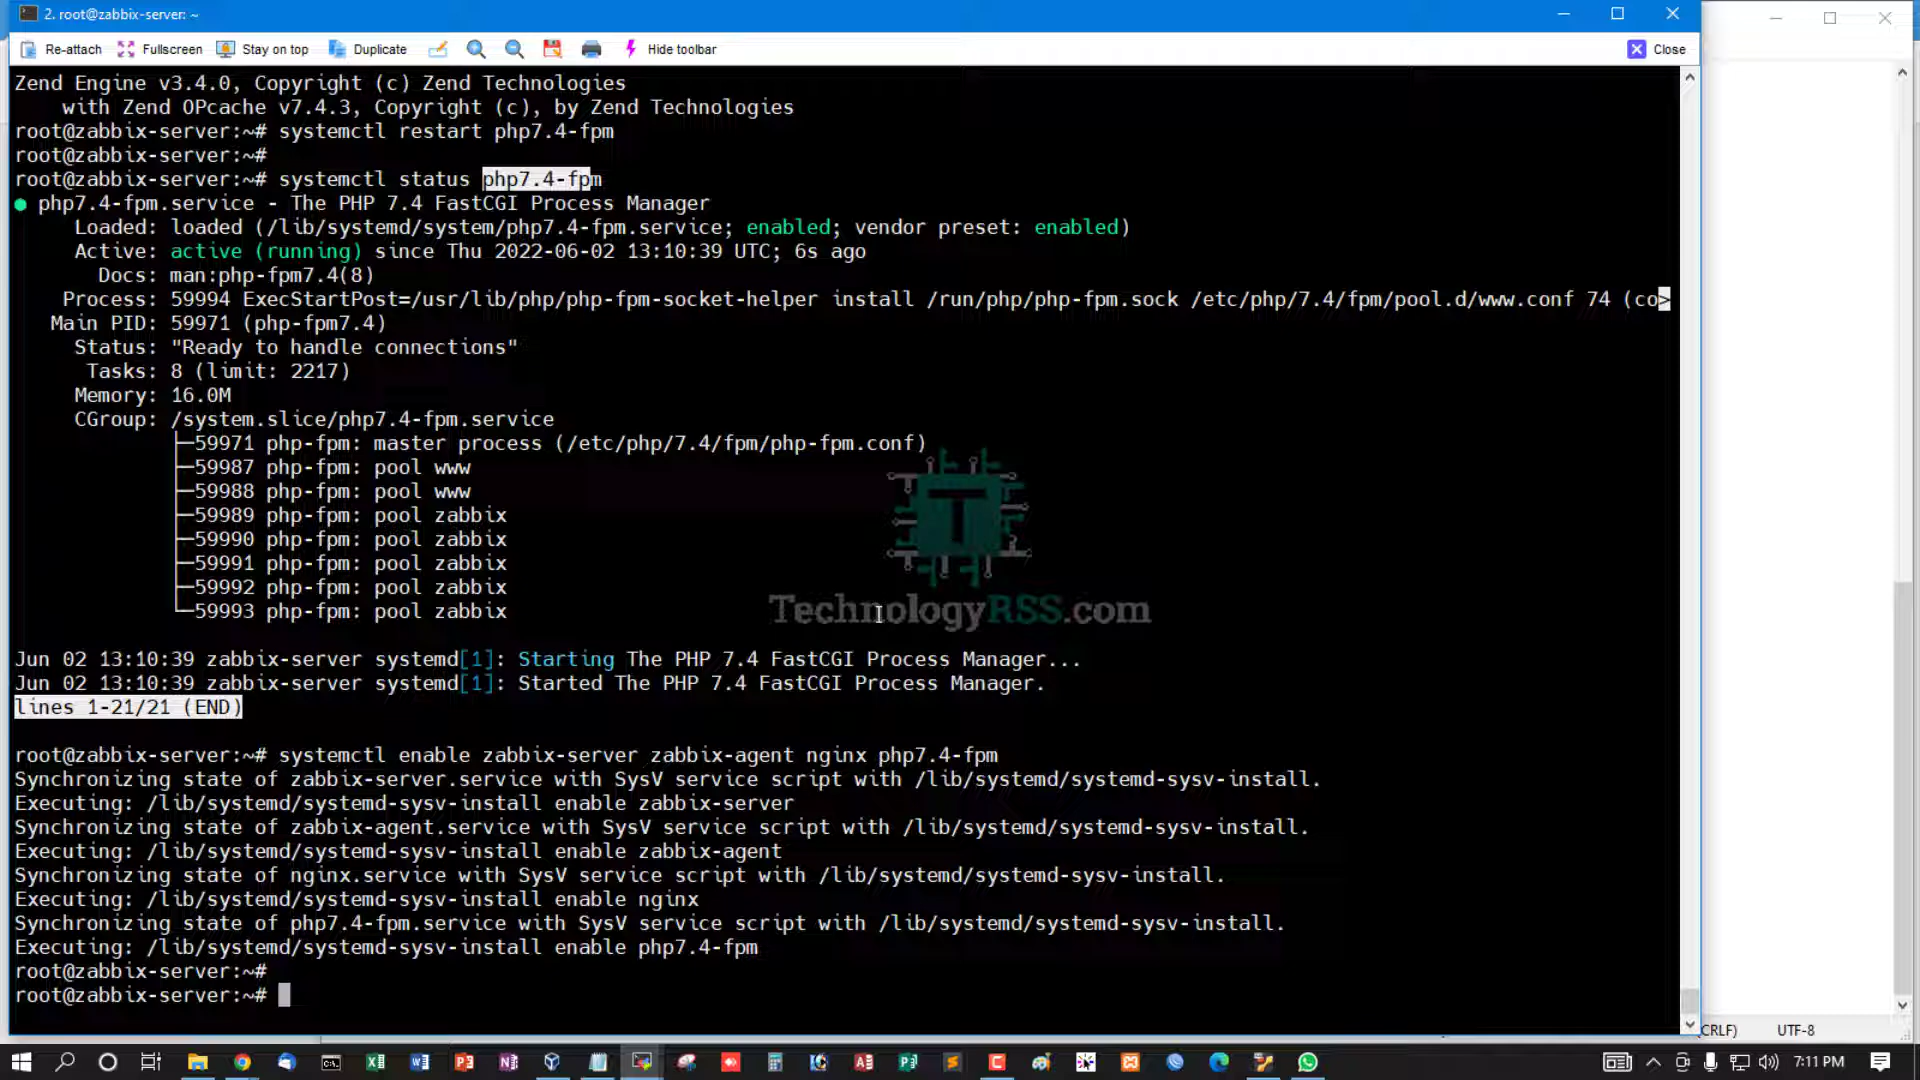 2. root@zabbix-server: ~
Re-attach Fullscreen Stay on top Duplicate Hide toolbar Close
Zend Engine v3.4.0, Copyright (c) Zend Technologies
    with Zend OPcache v7.4.3, Copyright (c), by Zend Technologies
root@zabbix-server:~# systemctl restart php7.4-fpm
root@zabbix-server:~#
root@zabbix-server:~# systemctl status php7.4-fpm
● php7.4-fpm.service - The PHP 7.4 FastCGI Process Manager
     Loaded: loaded (/lib/systemd/system/php7.4-fpm.service; enabled; vendor preset: enabled)
     Active: active (running) since Thu 2022-06-02 13:10:39 UTC; 6s ago
       Docs: man:php-fpm7.4(8)
    Process: 59994 ExecStartPost=/usr/lib/php/php-fpm-socket-helper install /run/php/php-fpm.sock /etc/php/7.4/fpm/pool.d/www.conf 74 (co>
   Main PID: 59971 (php-fpm7.4)
     Status: "Ready to handle connections"
      Tasks: 8 (limit: 2217)
     Memory: 16.0M
     CGroup: /system.slice/php7.4-fpm.service
             ├─59971 php-fpm: master process (/etc/php/7.4/fpm/php-fpm.conf)
             ├─59987 php-fpm: pool www
             ├─59988 php-fpm: pool www
             ├─59989 php-fpm: pool zabbix
             ├─59990 php-fpm: pool zabbix
             ├─59991 php-fpm: pool zabbix
             ├─59992 php-fpm: pool zabbix
             └─59993 php-fpm: pool zabbix
TechnologyRSS.com
Jun 02 13:10:39 zabbix-server systemd[1]: Starting The PHP 7.4 FastCGI Process Manager...
Jun 02 13:10:39 zabbix-server systemd[1]: Started The PHP 7.4 FastCGI Process Manager.
lines 1-21/21 (END)
root@zabbix-server:~# systemctl enable zabbix-server zabbix-agent nginx php7.4-fpm
Synchronizing state of zabbix-server.service with SysV service script with /lib/systemd/systemd-sysv-install.
Executing: /lib/systemd/systemd-sysv-install enable zabbix-server
Synchronizing state of zabbix-agent.service with SysV service script with /lib/systemd/systemd-sysv-install.
Executing: /lib/systemd/systemd-sysv-install enable zabbix-agent
Synchronizing state of nginx.service with SysV service script with /lib/systemd/systemd-sysv-install.
Executing: /lib/systemd/systemd-sysv-install enable nginx
Synchronizing state of php7.4-fpm.service with SysV service script with /lib/systemd/systemd-sysv-install.
Executing: /lib/systemd/systemd-sysv-install enable php7.4-fpm
root@zabbix-server:~#
root@zabbix-server:~#
CRLF) UTF-8
7:11 PM